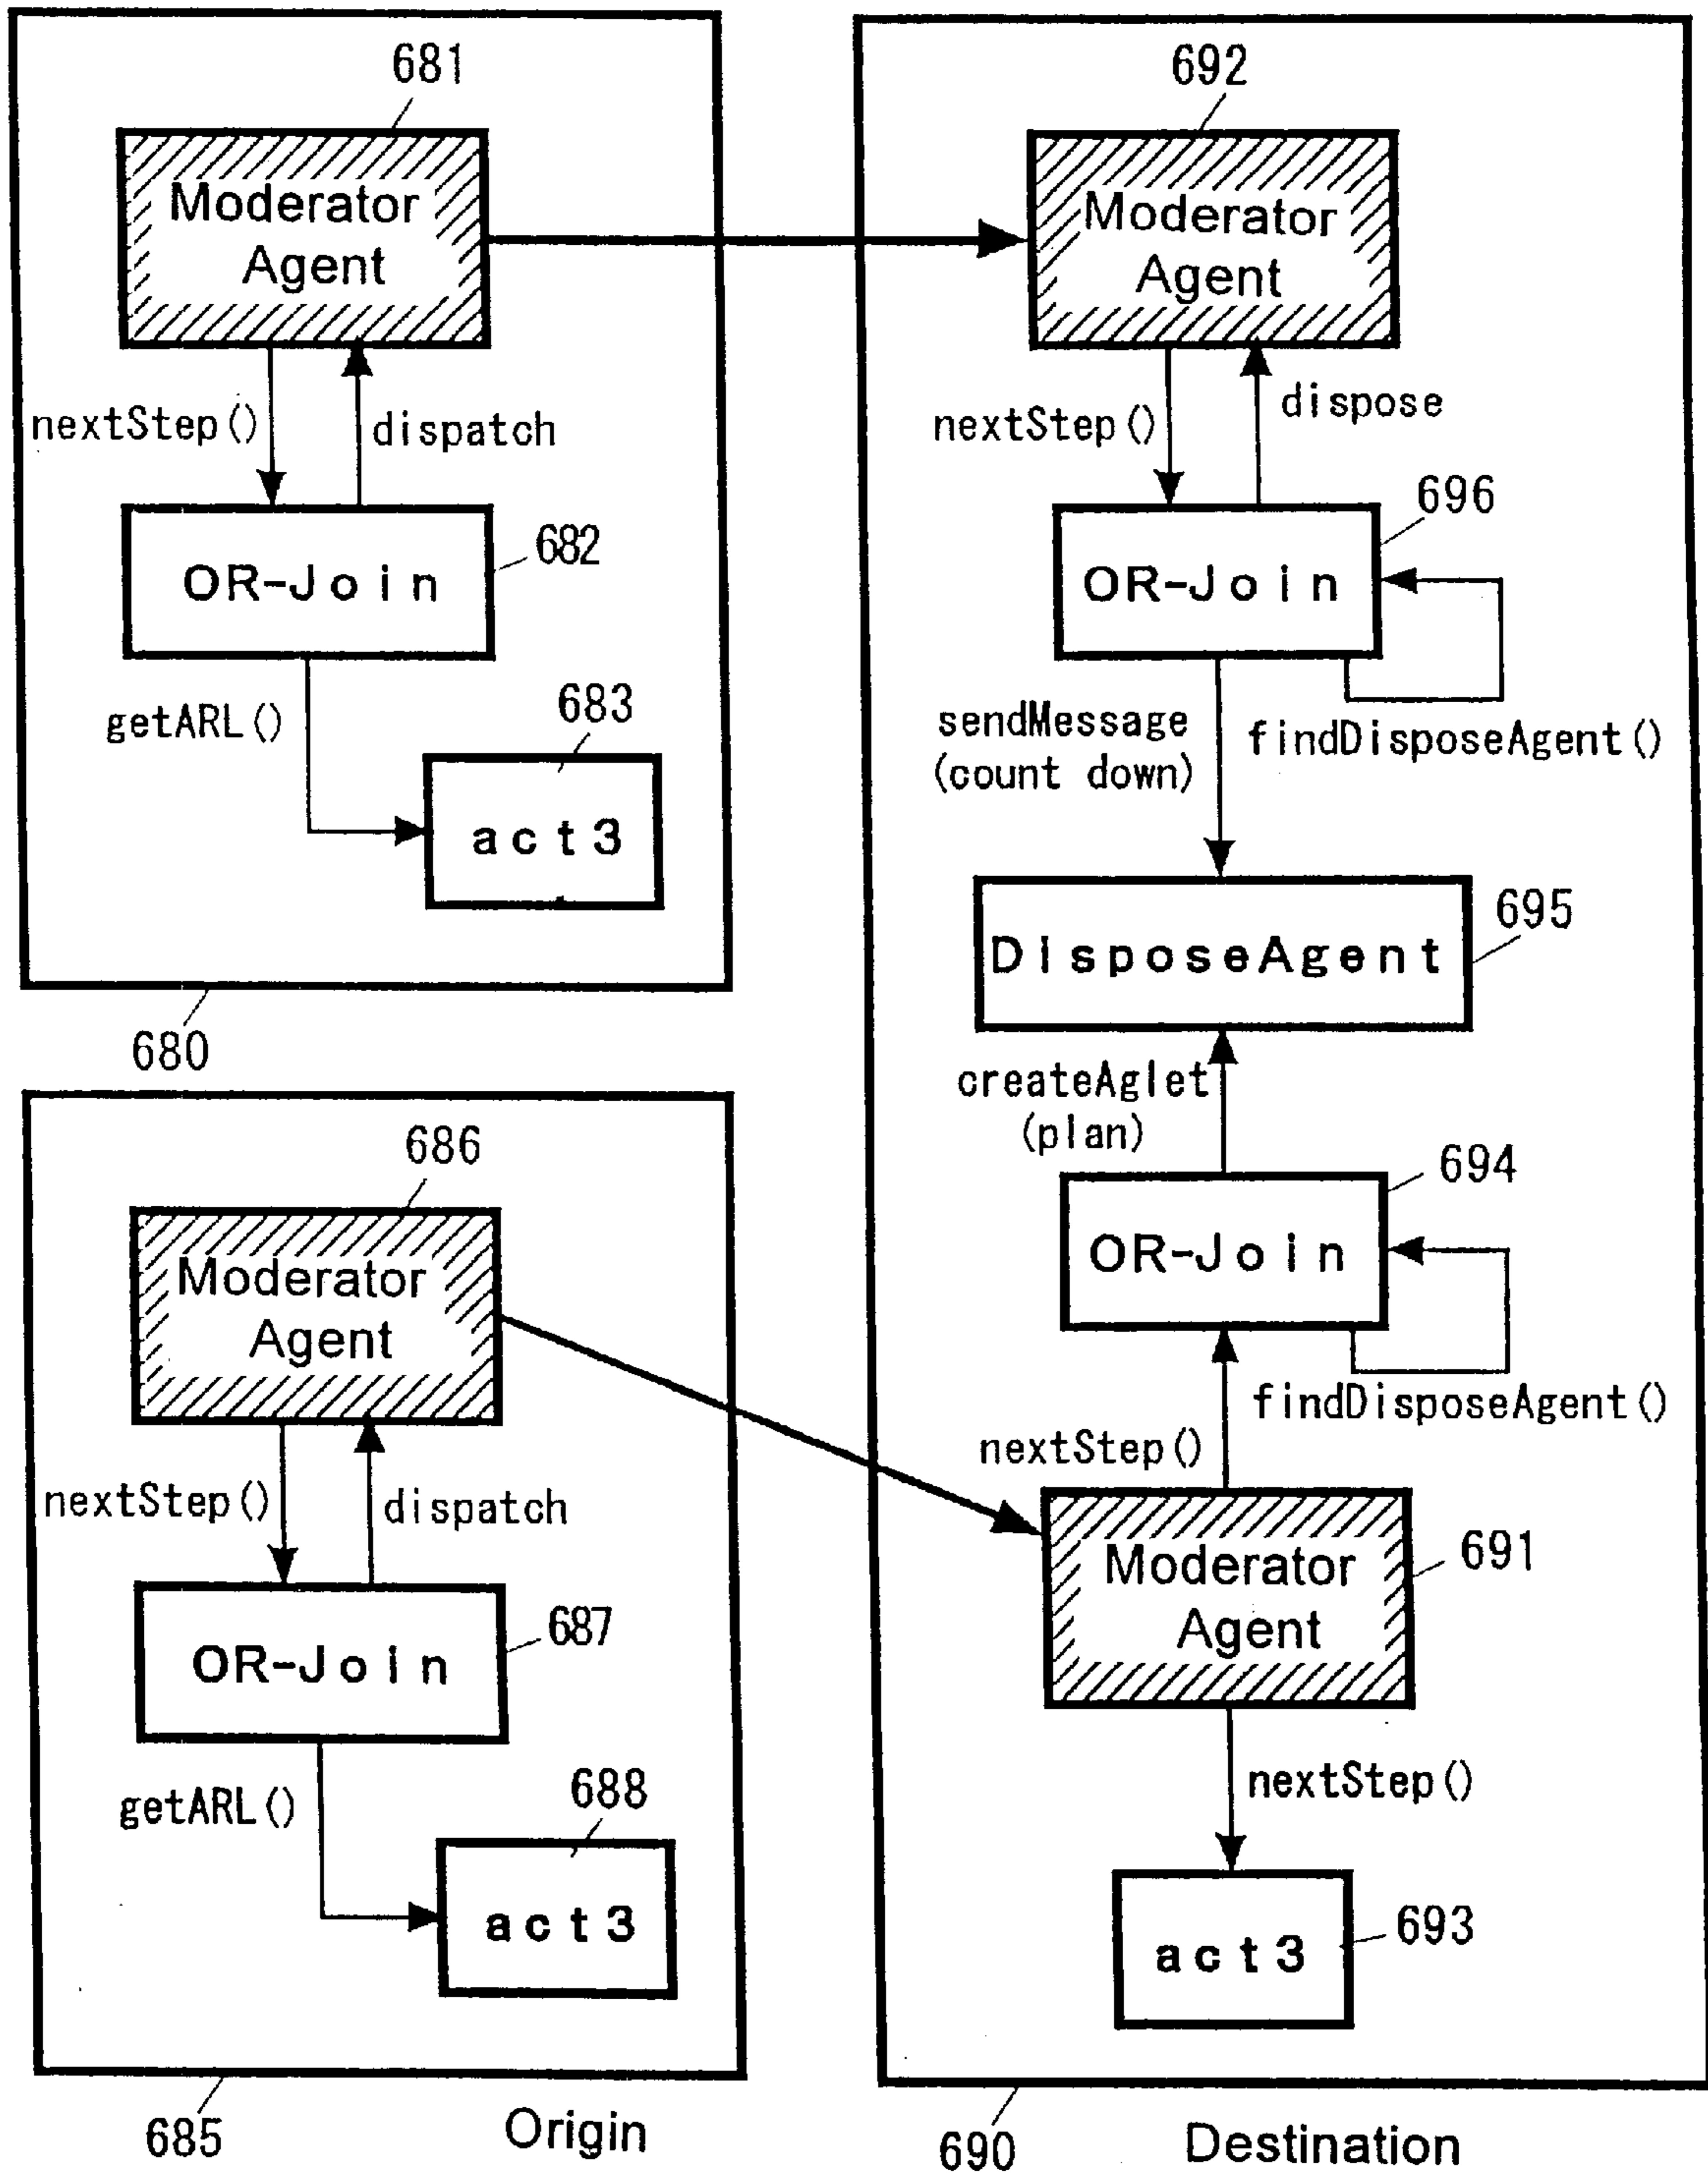 681
Moderator
Agent
nextStep()
dispatch
OR-Join
682
getARL()
683
act3
680
686
Moderator
Agent
nextStep()
dispatch
OR-Join
687
getARL()
688
act3
685
Origin
692
Moderator
Agent
nextStep()
dispose
696
OR-Join
sendMessage
(count down)
findDisposeAgent()
695
DisposeAgent
createAglet
(plan)
694
OR-Join
findDisposeAgent()
nextStep()
Moderator
Agent
691
nextStep()
act3
693
690
Destination